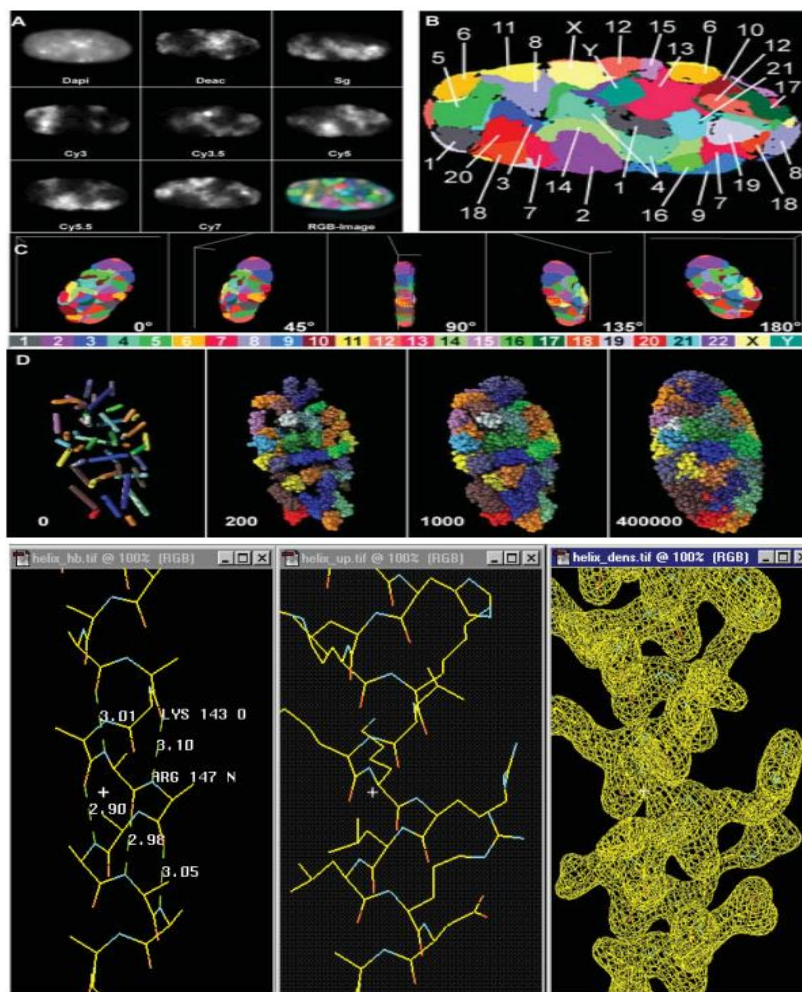 A
Dapi Deac Sg
Cy3 Cy3.5 Cy5
Cy5.5 Cy7 RGB-Image
B
11 X 12 15 6
6 8 Y 13 10
5 12
21
17
1
20 8
3 14 1 4 19
18 7 2 16 9 7 18
C
0° 45° 90° 135° 180°
1 2 3 4 5 6 7 8 9 10 11 12 13 14 15 16 17 18 19 20 21 22 X Y
D
0 200 1000 400000
helix_hb.tif @ 100% (RGB)
3.01 LYS 143 O
3.10
ARG 147 N
2.90
2.98
3.05
helix_up.tif @ 100% (RGB)
helix_dens.tif @ 100% (RGB)